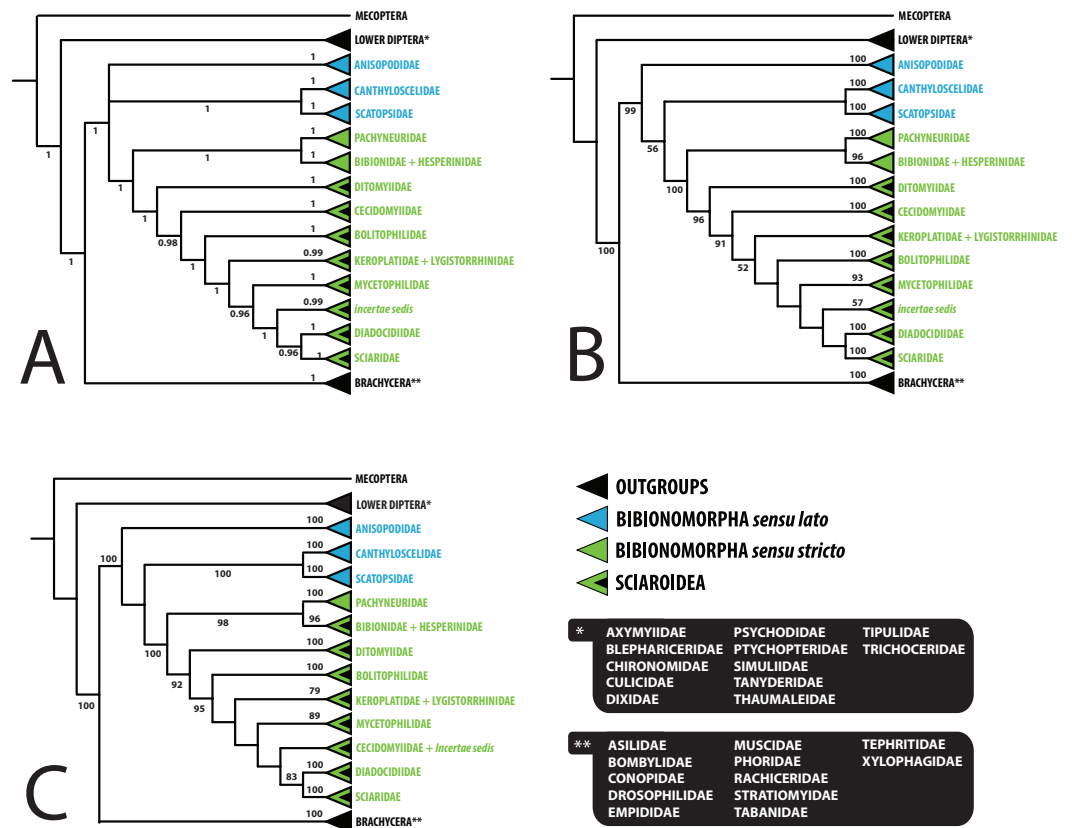 MECOPTERA
LOWER DIPTERA*
1
ANISOPODIDAE
1
CANTHYLOSCELIDAE
1
1
SCATOPSIDAE
1
1
PACHYNEURIDAE
1
1
BIBIONIDAE + HESPERINIDAE
1
1
DITOMYIIDAE
1
1
CECIDOMYIIDAE
1
BOLITOPHILIDAE
0.98
0.99
KEROPLATIDAE + LYGISTORRHINIDAE
1
1
1
MYCETOPHILIDAE
1
0.99
incertae sedis
0.96
1
DIADOCIDIIDAE
1
0.96
1
SCIARIDAE
1
BRACHYCERA**
A
MECOPTERA
LOWER DIPTERA*
100
ANISOPODIDAE
100
CANTHYLOSCELIDAE
99
100
SCATOPSIDAE
100
PACHYNEURIDAE
56
96
BIBIONIDAE + HESPERINIDAE
100
100
DITOMYIIDAE
100
CECIDOMYIIDAE
96
KEROPLATIDAE + LYGISTORRHINIDAE
91
100
100
BOLITOPHILIDAE
52
93
MYCETOPHILIDAE
57
incertae sedis
100
DIADOCIDIIDAE
100
SCIARIDAE
100
BRACHYCERA**
B
MECOPTERA
LOWER DIPTERA*
100
ANISOPODIDAE
100
CANTHYLOSCELIDAE
100
100
100
SCATOPSIDAE
100
PACHYNEURIDAE
98
96
BIBIONIDAE + HESPERINIDAE
100
100
DITOMYIIDAE
100
BOLITOPHILIDAE
92
79
KEROPLATIDAE + LYGISTORRHINIDAE
100
95
89
MYCETOPHILIDAE
CECIDOMYIIDAE + Incertae sedis
100
DIADOCIDIIDAE
83
100
SCIARIDAE
100
BRACHYCERA**
C
OUTGROUPS
BIBIONOMORPHA sensu lato
BIBIONOMORPHA sensu stricto
SCIAROIDEA
* AXYMYIIDAE PSYCHODIDAE TIPULIDAE
BLEPHARICERIDAE PTYCHOPTERIDAE TRICHOCERIDAE
CHIRONOMIDAE SIMULIIDAE
CULICIDAE TANYDERIDAE
DIXIDAE THAUMALEIDAE
** ASILIDAE MUSCIDAE TEPHRITIDAE
BOMBYLIDAE PHORIDAE XYLOPHAGIDAE
CONOPIDAE RACHICERIDAE
DROSOPHILIDAE STRATIOMYIDAE
EMPIDIDAE TABANIDAE